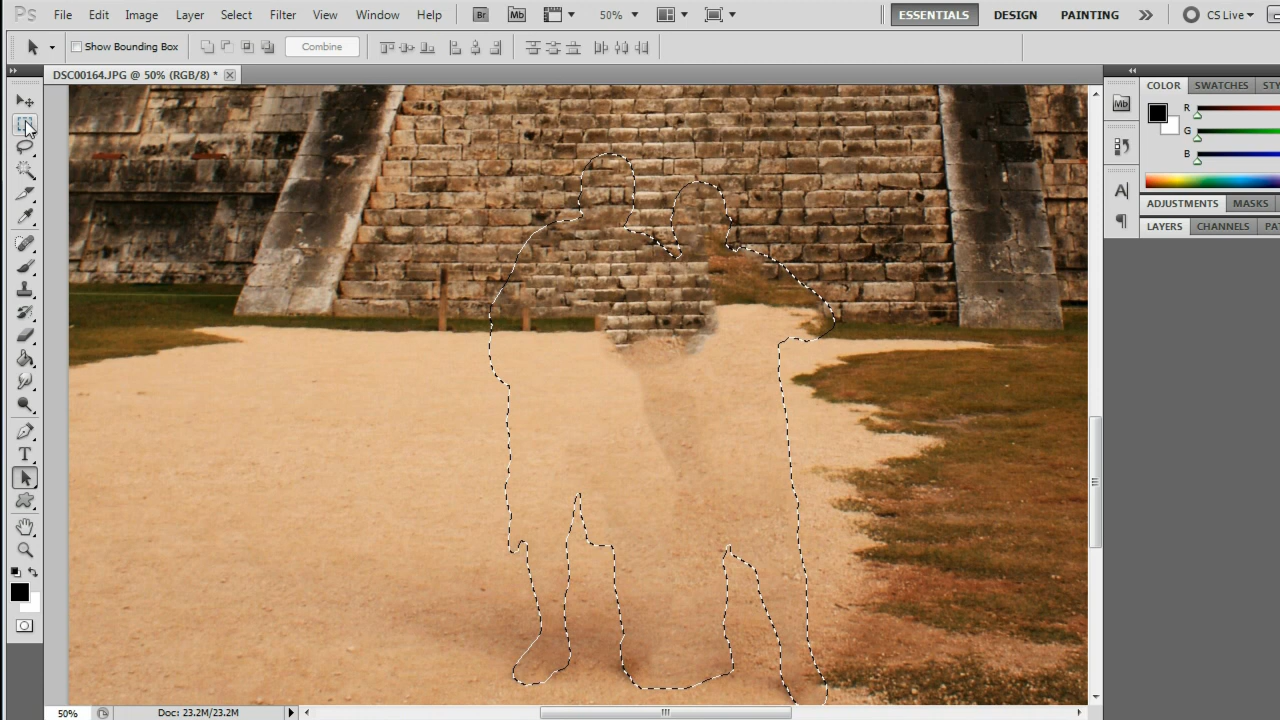 Ps File Edit Image Layer Select Filter View Window Help Br Mb 50% ESSENTIALS DESIGN PAINTING CS Live
Show Bounding Box Combine
DSC00164.JPG @ 50% (RGB/8) *
COLOR SWATCHES STY
Mb
R
G
B
A
ADJUSTMENTS MASKS
LAYERS CHANNELS PAT
T
50% Doc: 23.2M/23.2M